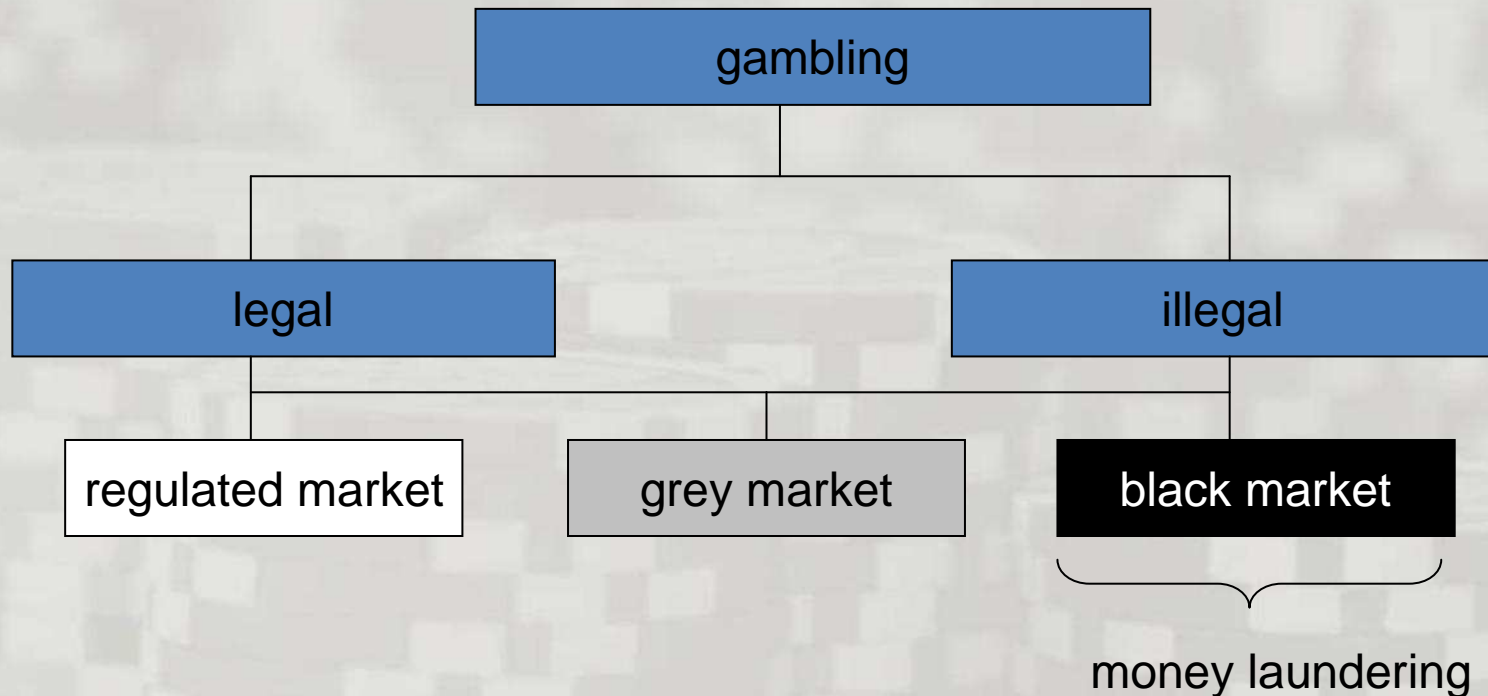 gambling
legal
illegal
regulated market
grey market
black market
money laundering